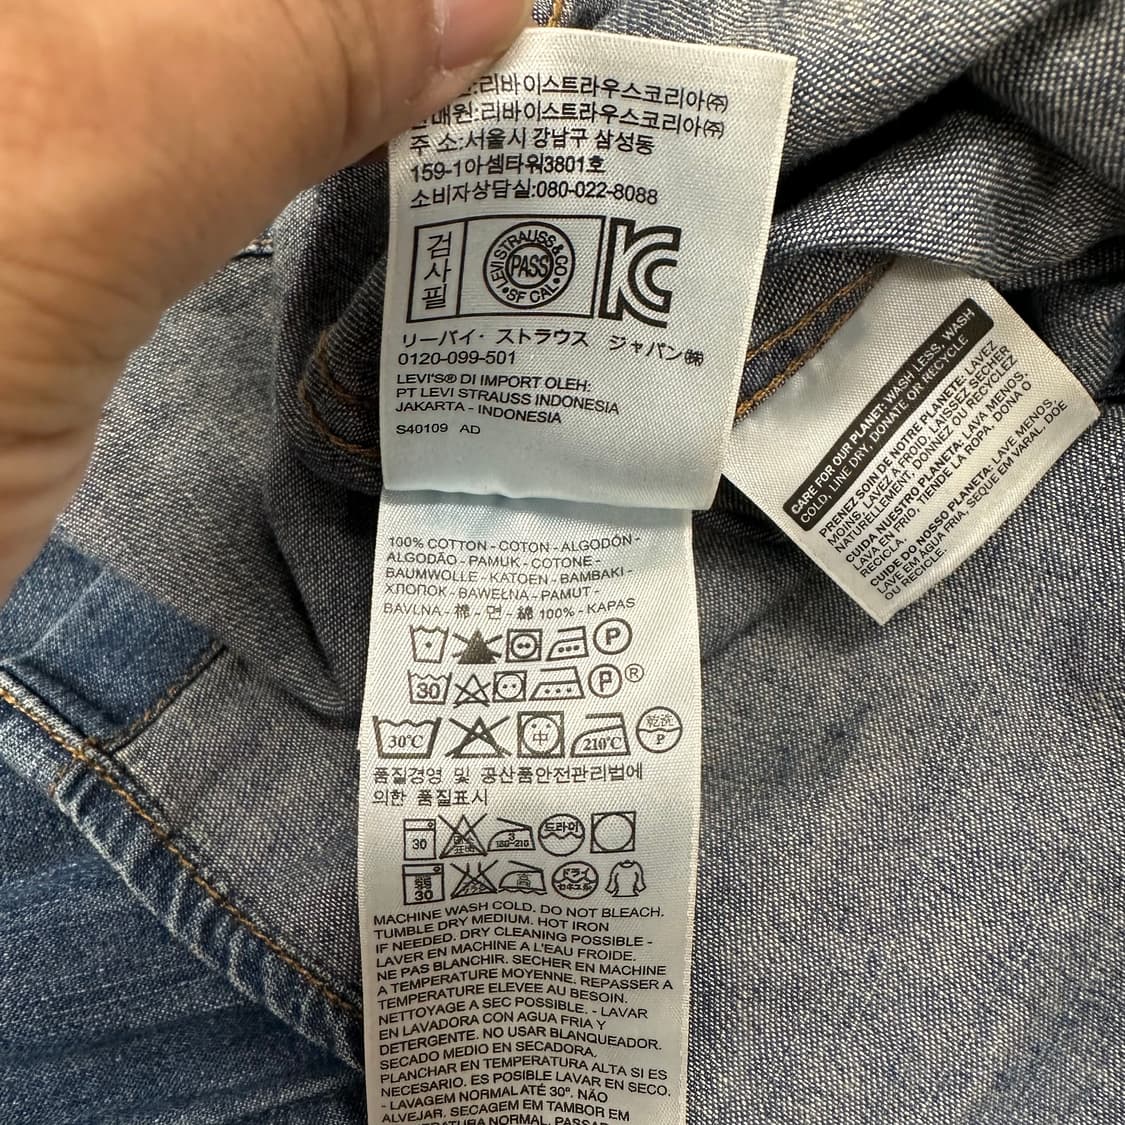 :리바이스트라우스코리아㈜
매원:리바이스트라우스코리아㈜
주 소:서울시 강남구 삼성동
159-1아셈타워3801호
소비자상담실:080-022-8088
검사필
LEVI STRAUSS & CO
PASS
SF CAL
KC
リーバイ・ストラウス ジャパン㈱
0120-099-501
LEVI'S® DI IMPORT OLEH:
PT LEVI STRAUSS INDONESIA
JAKARTA - INDONESIA
S40109 AD
100% COTTON - COTON - ALGODÓN -
ALGODÃO - PAMUK - COTONE -
BAUMWOLLE - KATOEN - BAMBAKI -
ХЛОПОК - BAWEŁNA - PAMUT -
BAVLNA - 棉 - 면 - 綿 100% - KAPAS
P
30 P®
30℃ 中 210℃ 乾洗 P
품질경영 및 공산품안전관리법에
의한 품질표시
30 3 180~210 드라이
30 高 ドライ
MACHINE WASH COLD. DO NOT BLEACH.
TUMBLE DRY MEDIUM. HOT IRON
IF NEEDED. DRY CLEANING POSSIBLE -
LAVER EN MACHINE A L'EAU FROIDE.
NE PAS BLANCHIR. SECHER EN MACHINE
A TEMPERATURE MOYENNE. REPASSER A
TEMPERATURE ELEVEE AU BESOIN.
NETTOYAGE A SEC POSSIBLE. - LAVAR
EN LAVADORA CON AGUA FRIA Y
DETERGENTE. NO USAR BLANQUEADOR.
SECADO MEDIO EN SECADORA.
PLANCHAR EN TEMPERATURA ALTA SI ES
NECESARIO. ES POSIBLE LAVAR EN SECO.
- LAVAGEM NORMAL ATÉ 30°. NÃO
ALVEJAR. SECAGEM EM TAMBOR EM
NORMAL.
CARE FOR OUR PLANET: WASH LESS, WASH
COLD, LINE DRY, DONATE OR RECYCLE
PRENEZ SOIN DE NOTRE PLANETE: LAVEZ
MOINS, LAVEZ A FROID, LAISSEZ SECHER
NATURELLEMENT, DONNEZ OU RECYCLEZ
CUIDA NUESTRO PLANETA: LAVA MENOS,
LAVA EN FRIO, TIENDE LA ROPA, DONA O
RECICLA.
CUIDE DO NOSSO PLANETA: LAVE MENOS,
LAVE EM AGUA FRIA, SEQUE EM VARAL, DOE
OU RECICLE.